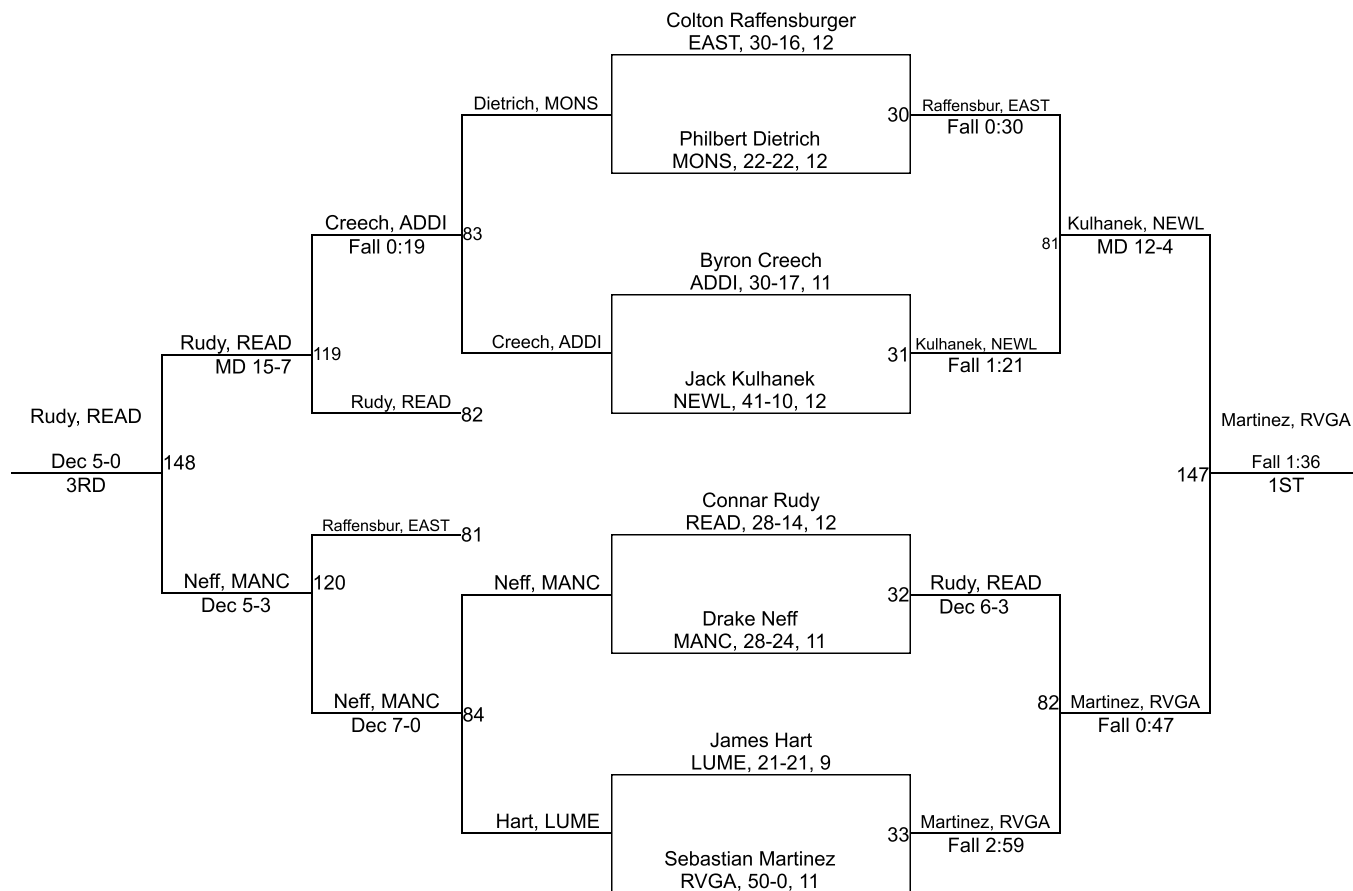 Colton Raffensburger
EAST, 30-16, 12
Dietrich, MONS
30
Raffensbur, EAST
Fall 0:30
Philbert Dietrich
MONS, 22-22, 12
Creech, ADDI
Fall 0:19
83
81
Kulhanek, NEWL
MD 12-4
Byron Creech
ADDI, 30-17, 11
Rudy, READ
MD 15-7
119
Creech, ADDI
31
Kulhanek, NEWL
Fall 1:21
Jack Kulhanek
NEWL, 41-10, 12
Rudy, READ
82
Rudy, READ
Dec 5-0
3RD
148
Martinez, RVGA
147
Fall 1:36
1ST
Connar Rudy
READ, 28-14, 12
Raffensbur, EAST
81
Neff, MANC
Dec 5-3
120
Neff, MANC
32
Rudy, READ
Dec 6-3
Drake Neff
MANC, 28-24, 11
Neff, MANC
Dec 7-0
84
82
Martinez, RVGA
Fall 0:47
James Hart
LUME, 21-21, 9
Hart, LUME
33
Martinez, RVGA
Fall 2:59
Sebastian Martinez
RVGA, 50-0, 11